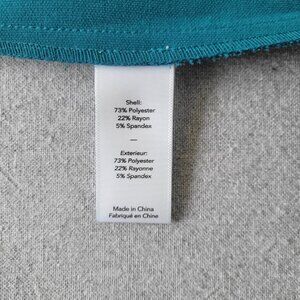 Shell:
73% Polyester
22% Rayon
5% Spandex
—
Exterieur:
73% Polyester
22% Rayonne
5% Spandex
Made in China
Fabriqué en Chine